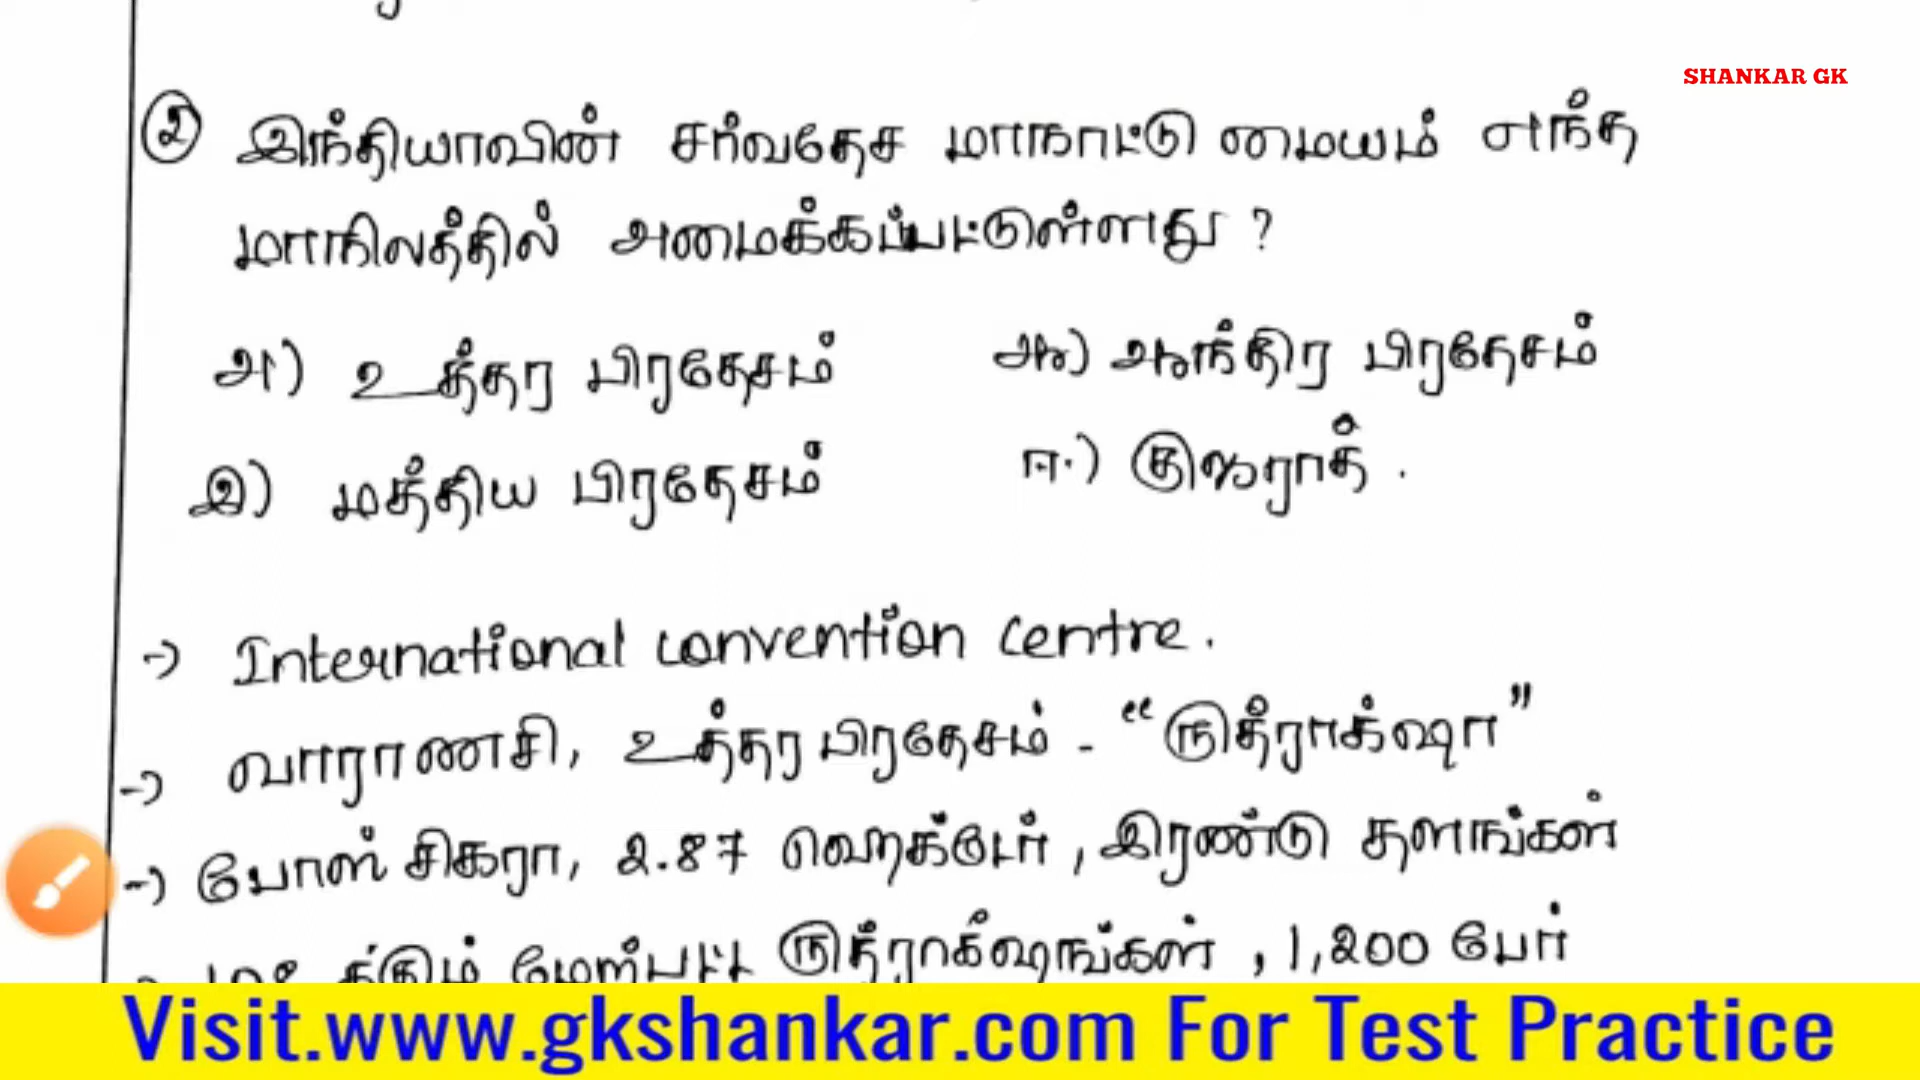 SHANKAR GK
② இந்தியாவின் சர்வதேச மாநாட்டு மையம் எந்த
மாநிலத்தில் அமைக்கப்பட்டுள்ளது ?
அ) உத்தர பிரதேசம் ஆ) ஆந்திர பிரதேசம்
இ) மத்திய பிரதேசம் ஈ.) குஜராத் .
-> International convention centre.
-> வாராணசி, உத்தர பிரதேசம் - “ருத்ராக்ஷா”
-> போஸ் சிகரா, 2.87 ஹெக்டேர் , இரண்டு தளங்கள்
ருத்ராக்ஷங்கள் , 1,200 பேர்
Visit.www.gkshankar.com For Test Practice